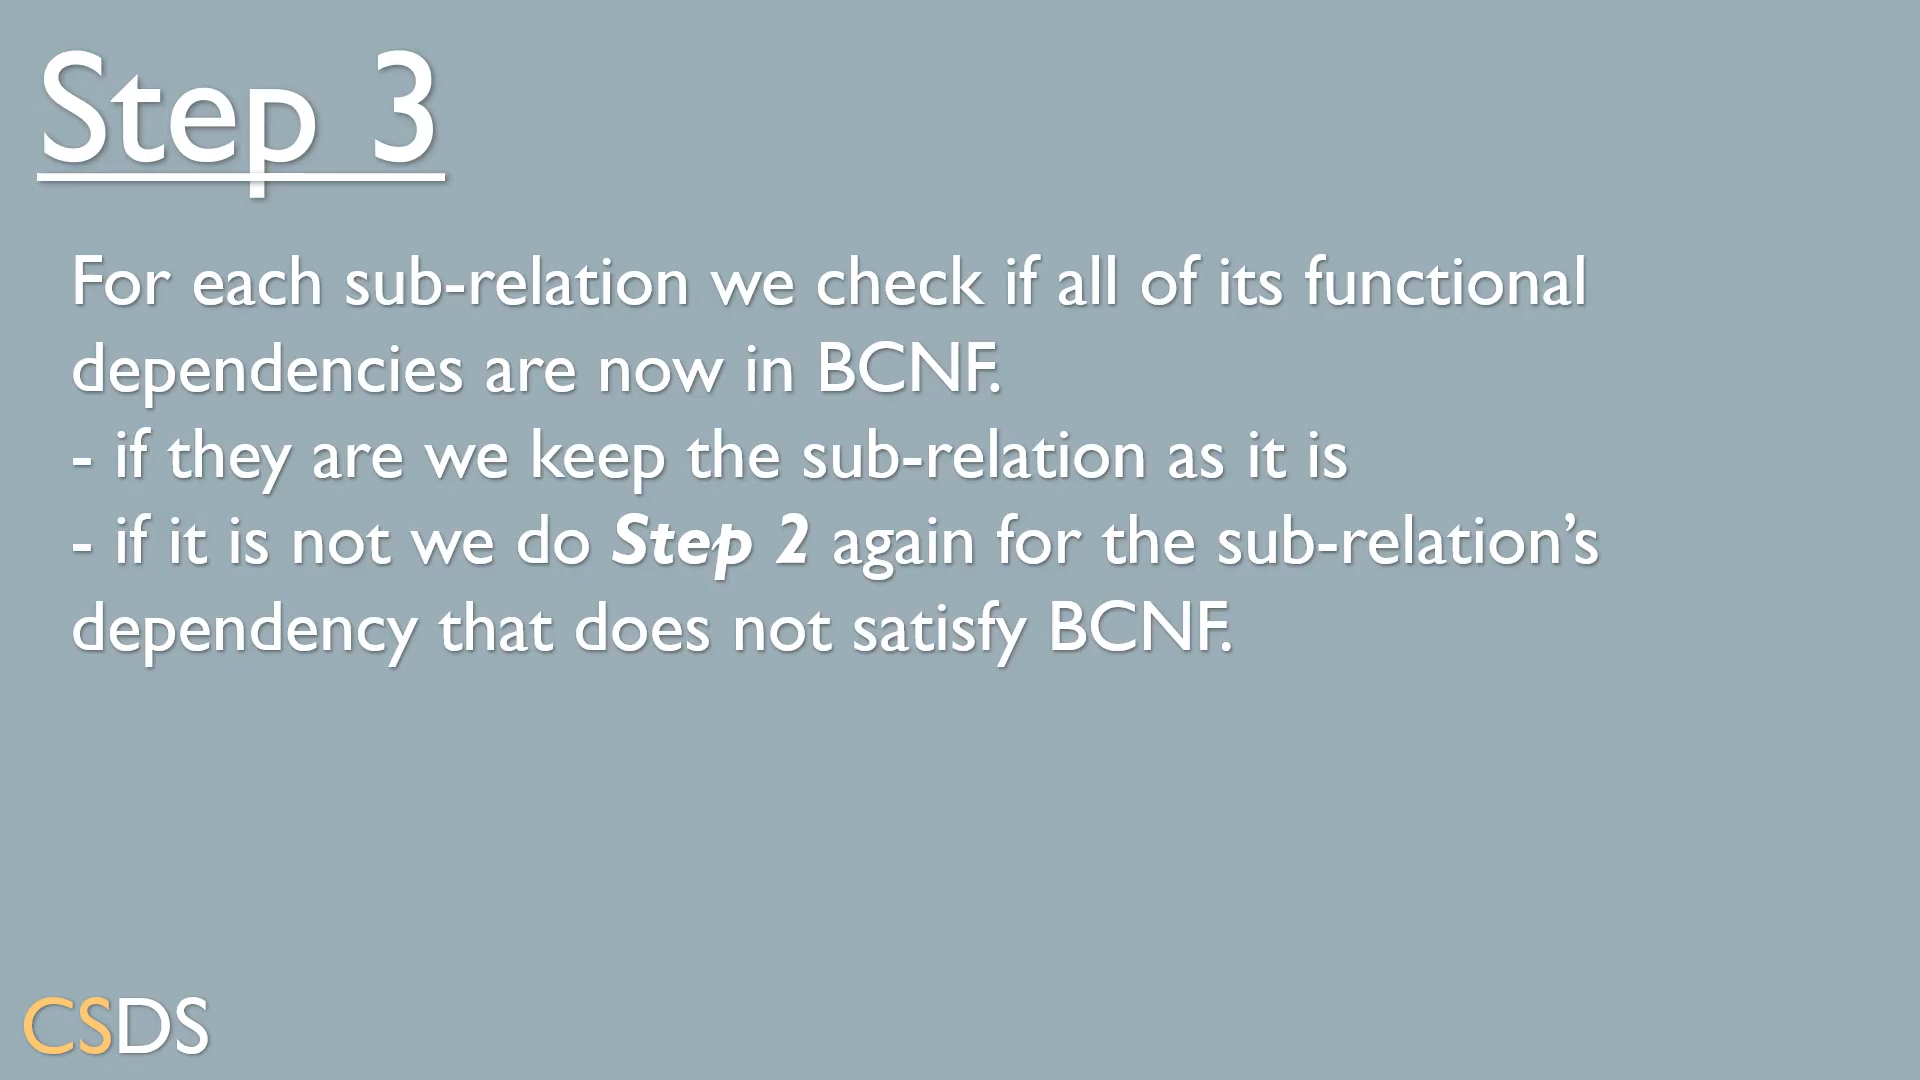 Step 3
For each sub-relation we check if all of its functional
dependencies are now in BCNF.
- if they are we keep the sub-relation as it is
- if it is not we do Step 2 again for the sub-relation’s
dependency that does not satisfy BCNF.
CSDS